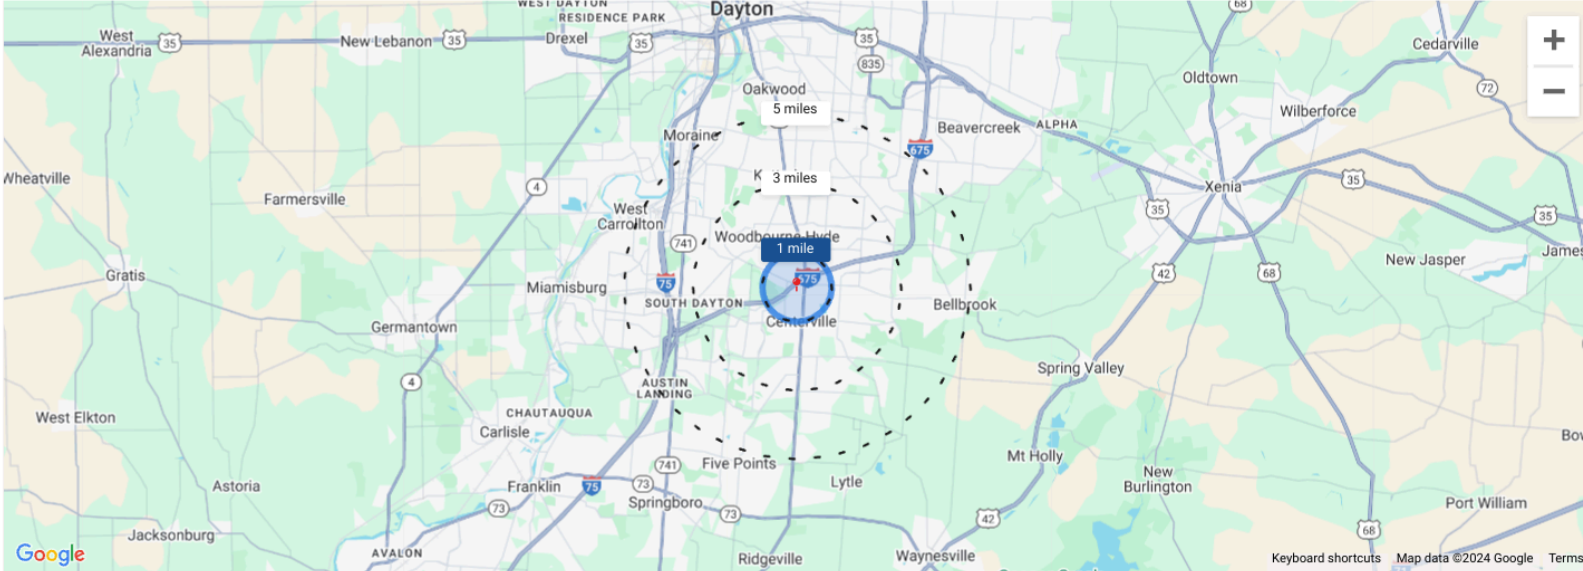 WEST DAYTON
Dayton
RESIDENCE PARK
68
West
Alexandria
35
New Lebanon
35
Drexel
35
35
Cedarville
835
Oldtown
72
Oakwood
5 miles
Wilberforce
Moraine
Beavercreek
ALPHA
675
Wheatville
4
3 miles
Xenia
35
Farmersville
West
Carrollton
35
35
741
Woodbourne-Hyde
1 mile
James
New Jasper
Gratis
75
675
42
68
Miamisburg
SOUTH DAYTON
Bellbrook
Germantown
Centerville
Spring Valley
4
AUSTIN
LANDING
West Elkton
CHAUTAUQUA
Carlisle
Bow
Mt Holly
741
Five Points
New
Burlington
Astoria
Franklin
75
73
Lytle
Springboro
Port William
73
73
42
68
Jacksonburg
Google
AVALON
Ridgeville
Waynesville
Keyboard shortcuts
Map data ©2024 Google
Terms